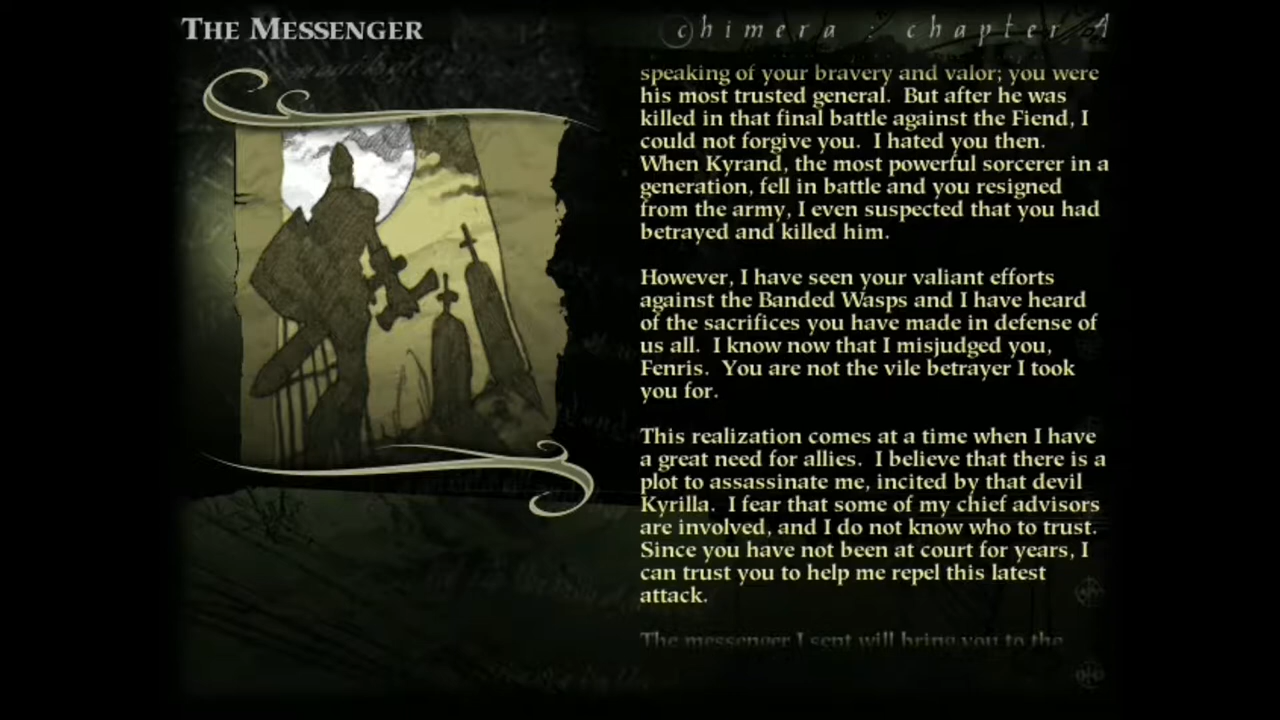 THE MESSENGER
chimera : chapter 4
speaking of your bravery and valor; you were
his most trusted general.  But after he was
killed in that final battle against the Fiend, I
could not forgive you.  I hated you then.
When Kyrand, the most powerful sorcerer in a
generation, fell in battle and you resigned
from the army, I even suspected that you had
betrayed and killed him.
However, I have seen your valiant efforts
against the Banded Wasps and I have heard
of the sacrifices you have made in defense of
us all.  I know now that I misjudged you,
Fenris.  You are not the vile betrayer I took
you for.
This realization comes at a time when I have
a great need for allies.  I believe that there is a
plot to assassinate me, incited by that devil
Kyrilla.  I fear that some of my chief advisors
are involved, and I do not know who to trust.
Since you have not been at court for years, I
can trust you to help me repel this latest
attack.
The messenger I sent will bring you to the